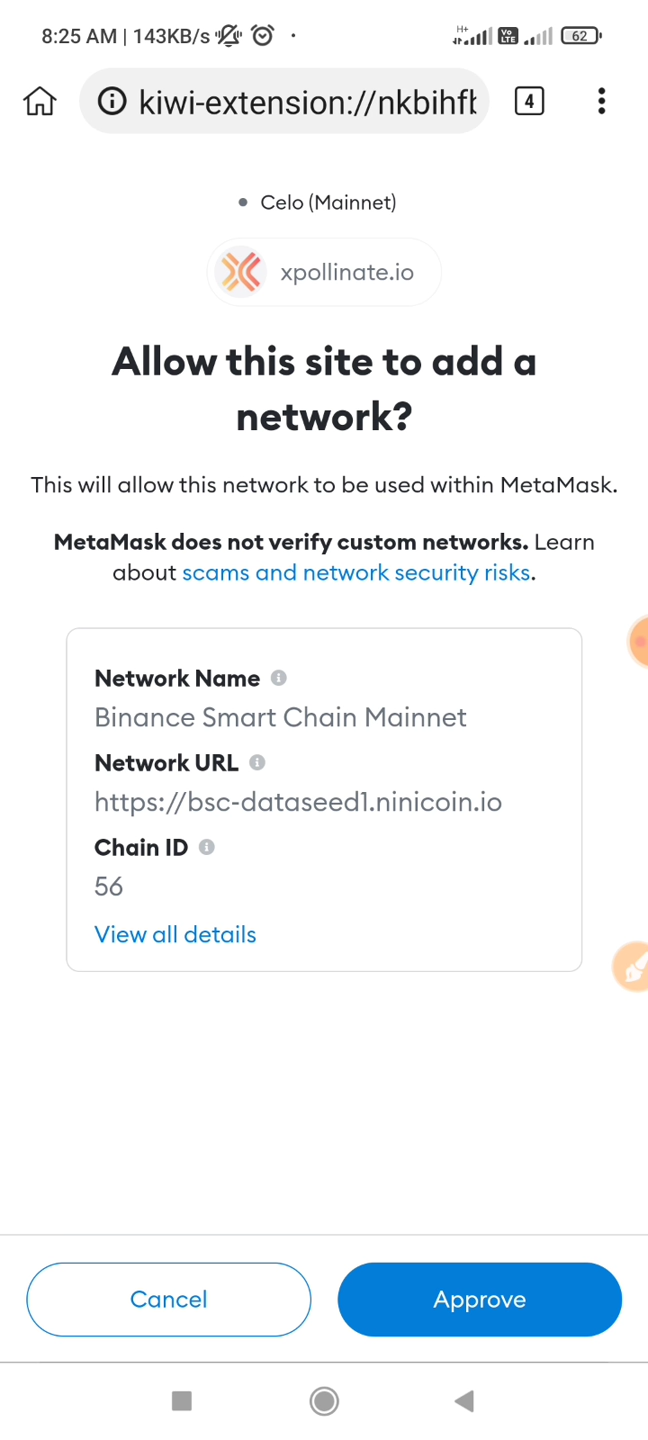 8:25 AM | 143KB/s
H+
Vo
LTE
62
kiwi-extension://nkbihfl
4
Celo (Mainnet)
xpollinate.io
Allow this site to add a
network?
This will allow this network to be used within MetaMask.
MetaMask does not verify custom networks. Learn
about scams and network security risks.
Network Name
Binance Smart Chain Mainnet
Network URL
https://bsc-dataseed1.ninicoin.io
Chain ID
56
View all details
Cancel
Approve